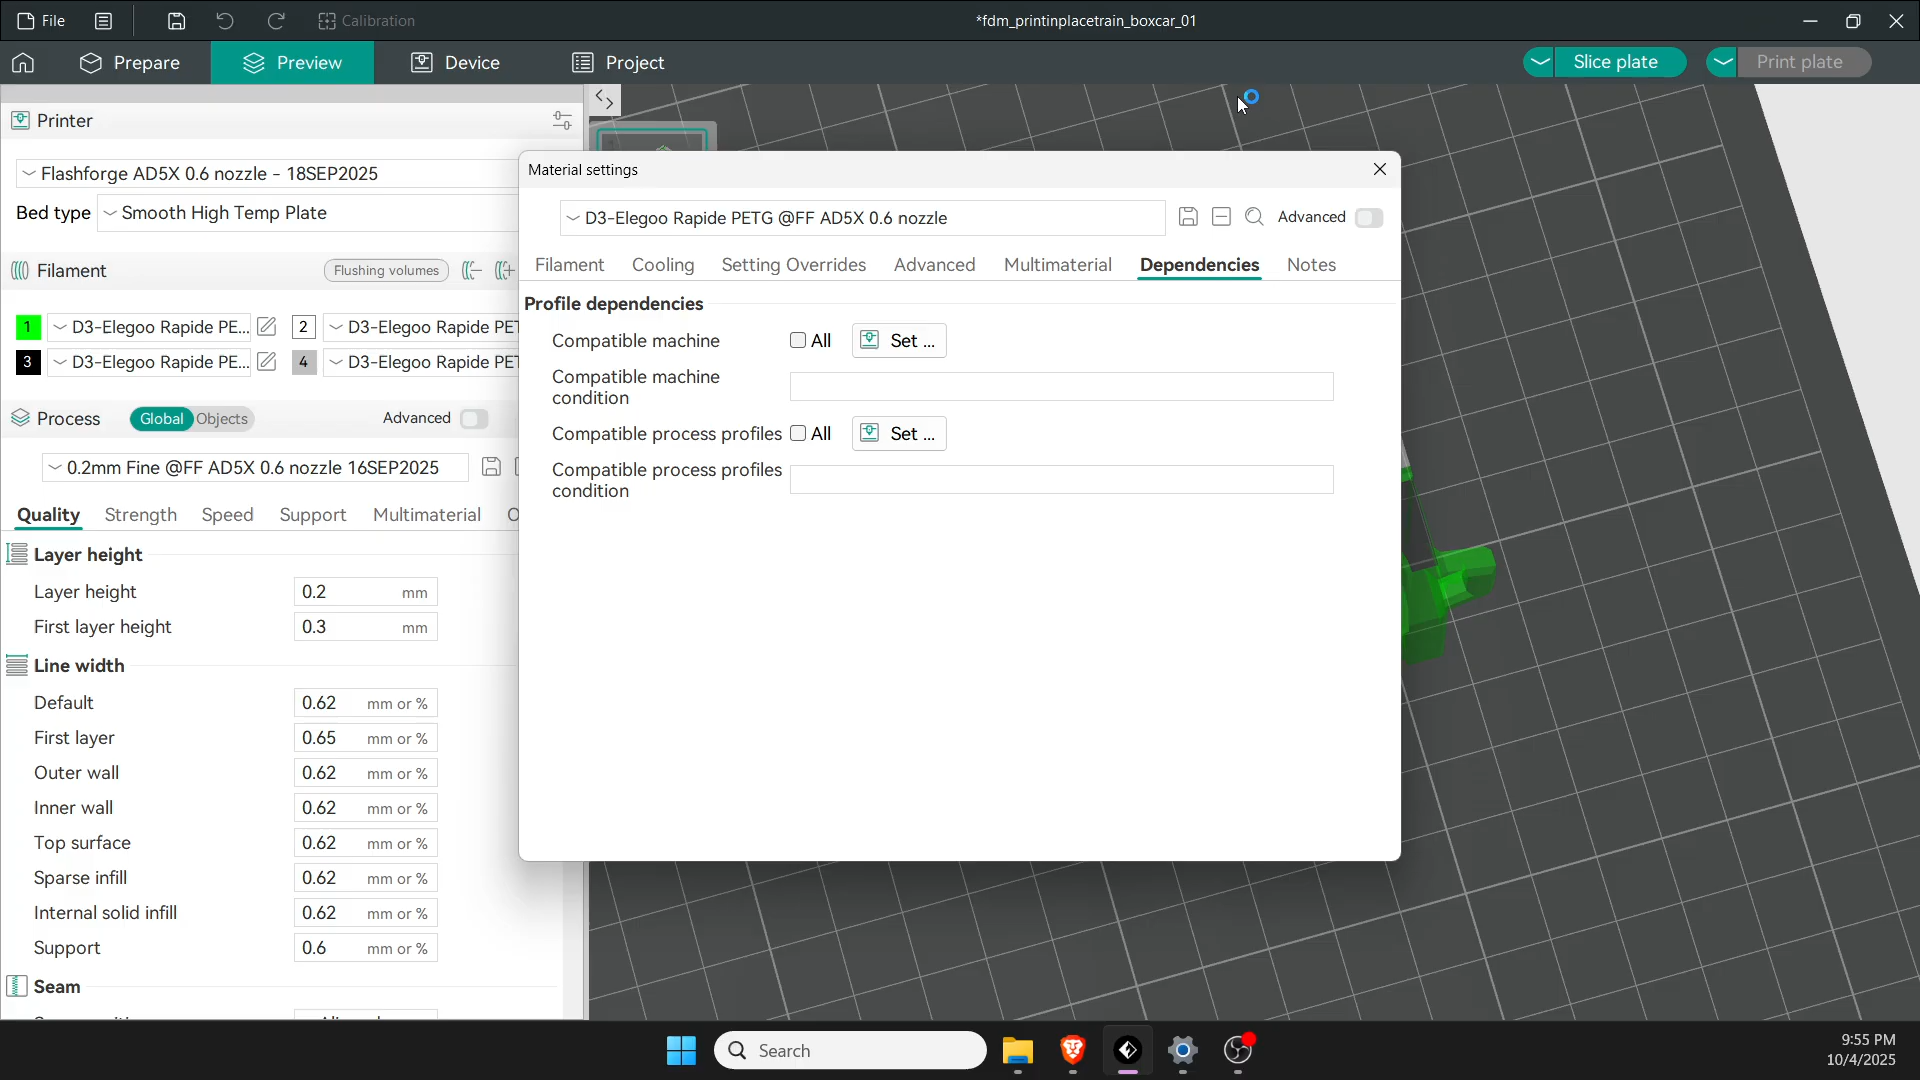 File
Calibration
*fdm_printinplacetrain_boxcar_01
Prepare
Preview
Device
Project
Slice plate
Print plate
Printer
Flashforge AD5X 0.6 nozzle - 18SEP2025
Bed type
Smooth High Temp Plate
Filament
Flushing volumes
1 D3-Elegoo Rapide PE...
2 D3-Elegoo Rapide PET
3 D3-Elegoo Rapide PE...
4 D3-Elegoo Rapide PET
Process
Global
Objects
Advanced
0.2mm Fine @FF AD5X 0.6 nozzle 16SEP2025
Quality
Strength
Speed
Support
Multimaterial
Layer height
Layer height 0.2 mm
First layer height 0.3 mm
Line width
Default 0.62 mm or %
First layer 0.65 mm or %
Outer wall 0.62 mm or %
Inner wall 0.62 mm or %
Top surface 0.62 mm or %
Sparse infill 0.62 mm or %
Internal solid infill 0.62 mm or %
Support 0.6 mm or %
Seam
Material settings
D3-Elegoo Rapide PETG @FF AD5X 0.6 nozzle
Advanced
Filament
Cooling
Setting Overrides
Advanced
Multimaterial
Dependencies
Notes
Profile dependencies
Compatible machine
All
Set ...
Compatible machine
condition
Compatible process profiles
All
Set ...
Compatible process profiles
condition
Search
9:55 PM
10/4/2025